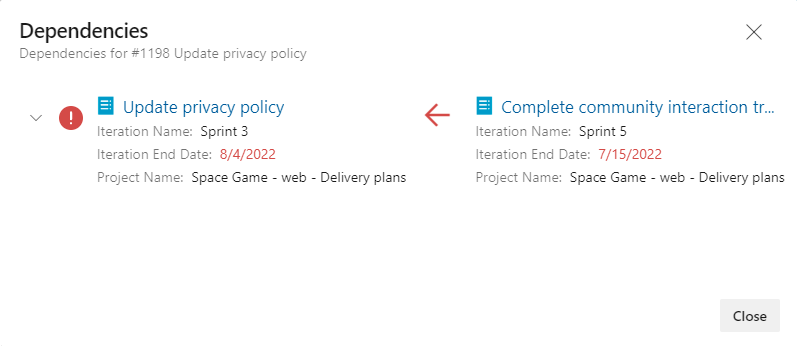 Dependencies
Dependencies for #1198 Update privacy policy
Update privacy policy
Iteration Name: Sprint 3
Iteration End Date: 8/4/2022
Project Name: Space Game - web - Delivery plans
Complete community interaction tr...
Iteration Name: Sprint 5
Iteration End Date: 7/15/2022
Project Name: Space Game - web - Delivery plans
Close